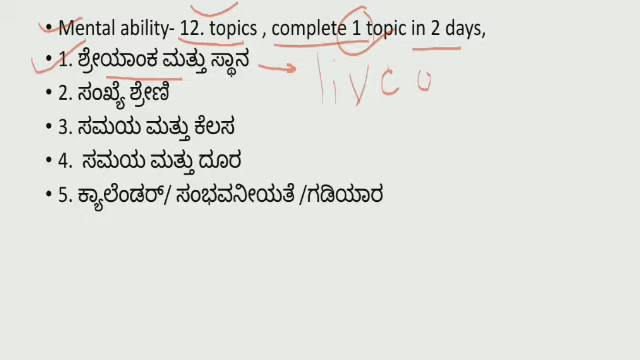 Mental ability- 12. topics , complete 1 topic in 2 days,
1. ಶ್ರೇಯಾಂಕ ಮತ್ತು ಸ್ಥಾನ → livco
2. ಸಂಖ್ಯೆ ಶ್ರೇಣಿ
3. ಸಮಯ ಮತ್ತು ಕೆಲಸ
4. ಸಮಯ ಮತ್ತು ದೂರ
5. ಕ್ಯಾಲೆಂಡರ್/ ಸಂಭವನೀಯತೆ /ಗಡಿಯಾರ